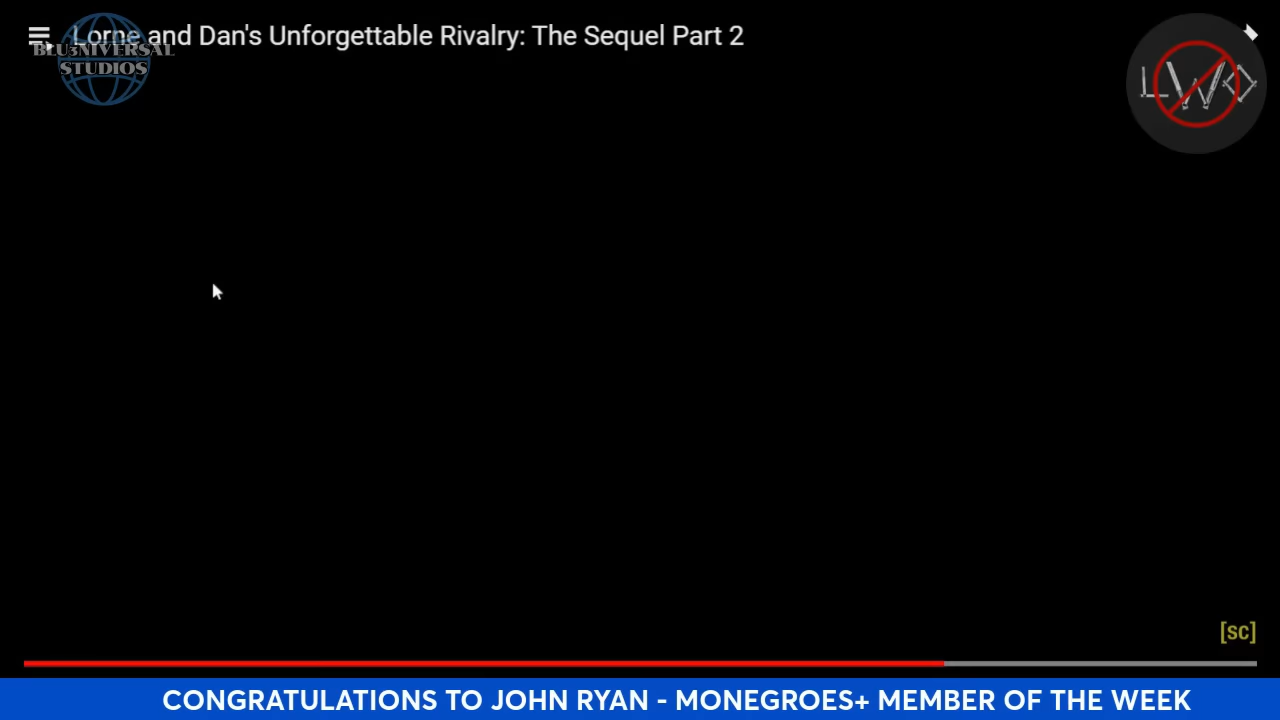 Lorne and Dan's Unforgettable Rivalry: The Sequel Part 2
BLU3NIVERSAL
STUDIOS
LWO
[sc]
CONGRATULATIONS TO JOHN RYAN - MONEGROES+ MEMBER OF THE WEEK